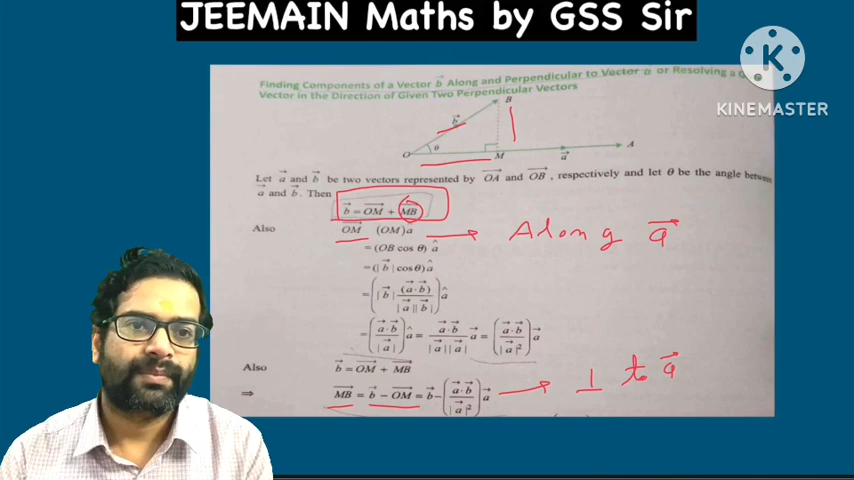 JEEMAIN Maths by GSS Sir
K
KINEMASTER
Finding Components of a Vector b⃗ Along and Perpendicular to Vector a⃗ or Resolving a
Vector in the Direction of Given Two Perpendicular Vectors
B
b⃗
O θ M a⃗ A
Let a⃗ and b⃗ be two vectors represented by OA⃗ and OB⃗, respectively and let θ be the angle between
a⃗ and b⃗. Then
b⃗ = OM⃗ + MB⃗
Also OM⃗ (OM)a → Along a⃗
= (OB cos θ) â
= (|b⃗| cosθ) â
= (|b⃗| (a⃗·b⃗)/(|a⃗||b⃗|)) â
= (a⃗·b⃗/|a⃗|) â = a⃗·b⃗/(|a⃗||a⃗|) a⃗ = (a⃗·b⃗/|a⃗|²) a⃗
Also b⃗ = OM⃗ + MB⃗
⇒ MB⃗ = b⃗ − OM⃗ = b⃗ − (a⃗·b⃗/|a⃗|²) a⃗ → ⊥ to a⃗